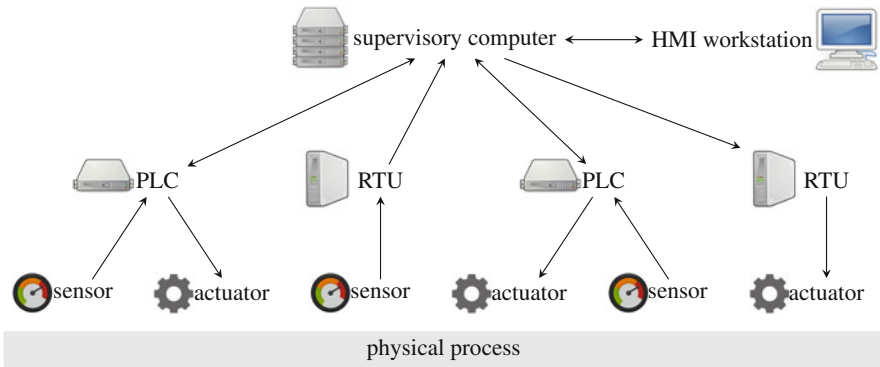 supervisory computer
HMI workstation
PLC
RTU
PLC
RTU
sensor
actuator
sensor
actuator
sensor
actuator
physical process